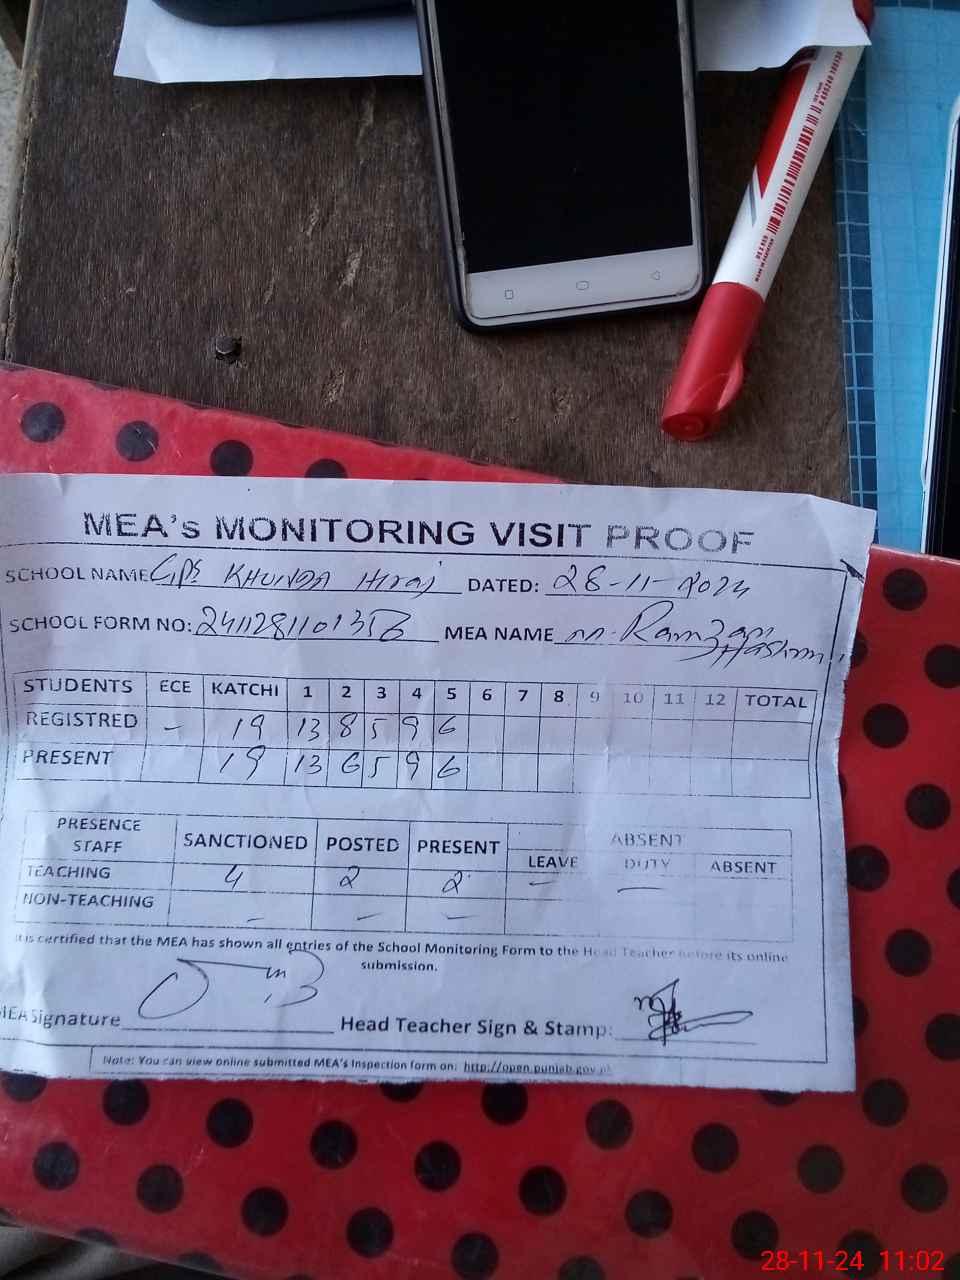 MEA's MONITORING VISIT PROOF
SCHOOL NAME GPS KHUNDA Hiraj DATED: 28-11-2024
SCHOOL FORM NO: MEA NAME m. Ramzan Hashmi
STUDENTS ECE KATCHI 1 2 3 4 5 6 7 8 9 10 11 12 TOTAL
REGISTRED - 19 13 8 5 9 6
PRESENT 19 13 6 5 9 6
PRESENCE STAFF SANCTIONED POSTED PRESENT ABSENT
LEAVE DUTY ABSENT
TEACHING 4 2 2 - -
NON-TEACHING - - -
It is certified that the MEA has shown all entries of the School Monitoring Form to the Head Teacher before its online
submission.
MEA Signature Head Teacher Sign & Stamp:
Note: You can view online submitted MEA's Inspection form on: http://open.punjab.gov.pk
28-11-24 11:02